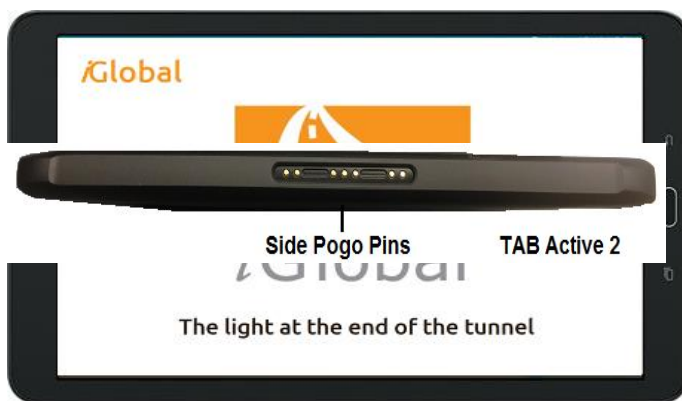 iGlobal
Side Pogo Pins
TAB Active 2
iGlobal
The light at the end of the tunnel